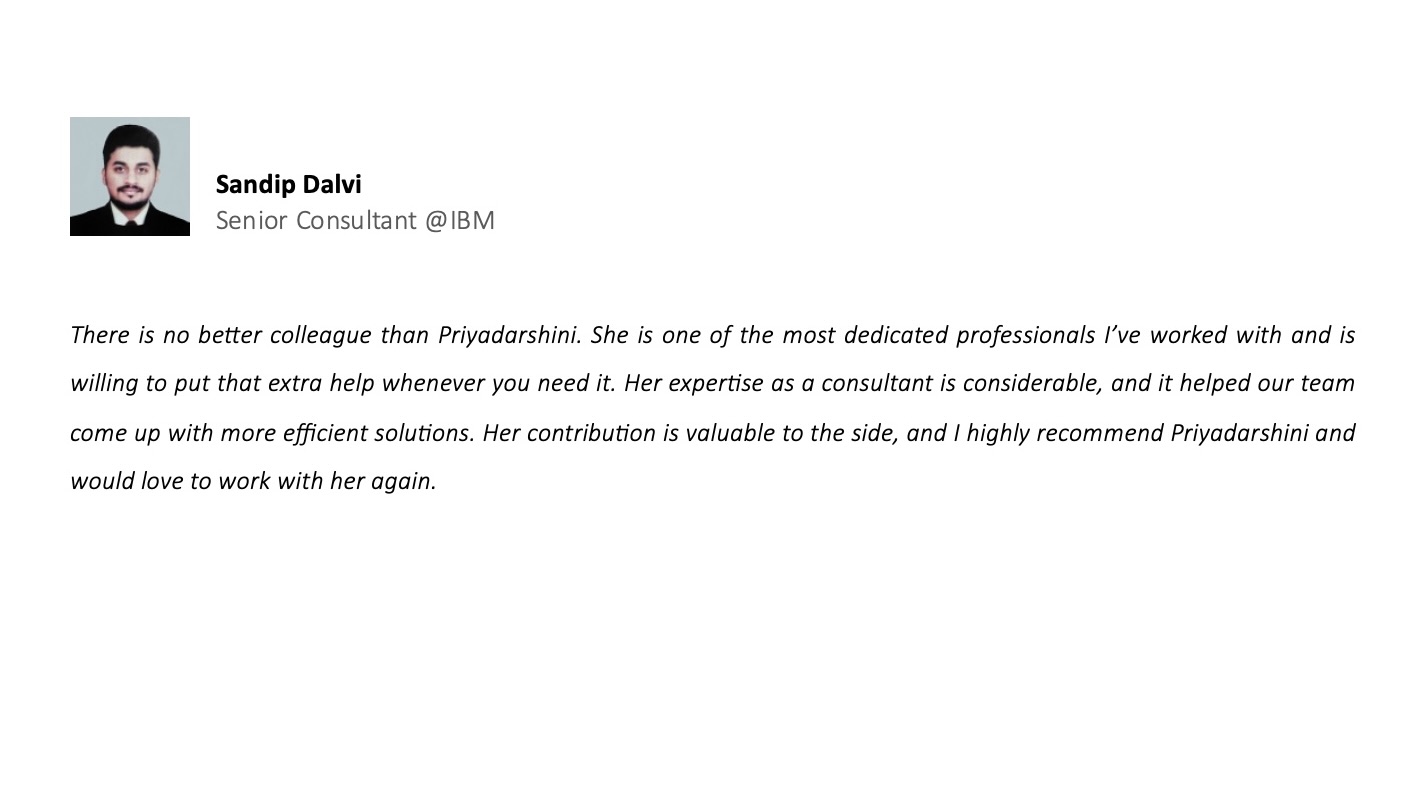 Sandip Dalvi
Senior Consultant @IBM
There is no better colleague than Priyadarshini. She is one of the most dedicated professionals I’ve worked with and is
willing to put that extra help whenever you need it. Her expertise as a consultant is considerable, and it helped our team
come up with more efficient solutions. Her contribution is valuable to the side, and I highly recommend Priyadarshini and
would love to work with her again.